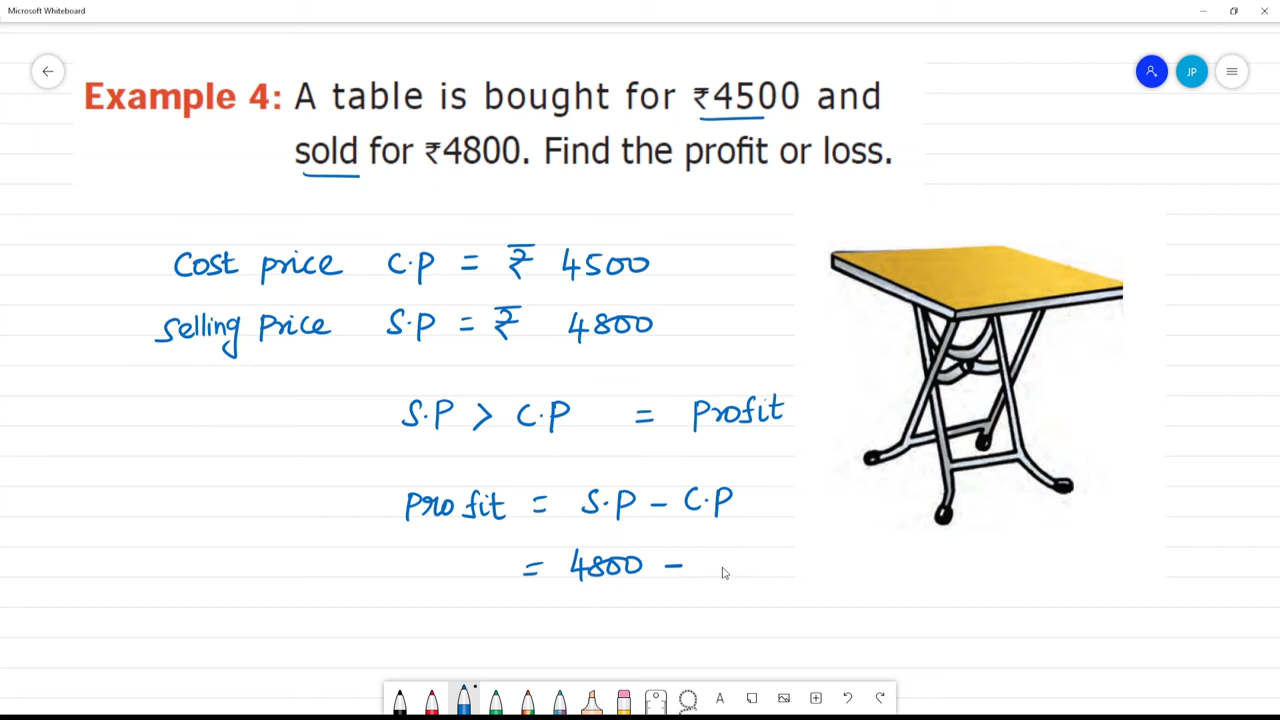 Microsoft Whiteboard
JP
Example 4: A table is bought for ₹4500 and
sold for ₹4800. Find the profit or loss.
Cost price C.P = ₹ 4500
Selling price S.P = ₹ 4800
S.P > C.P = Profit
Profit = S.P - C.P
= 4800 -
A